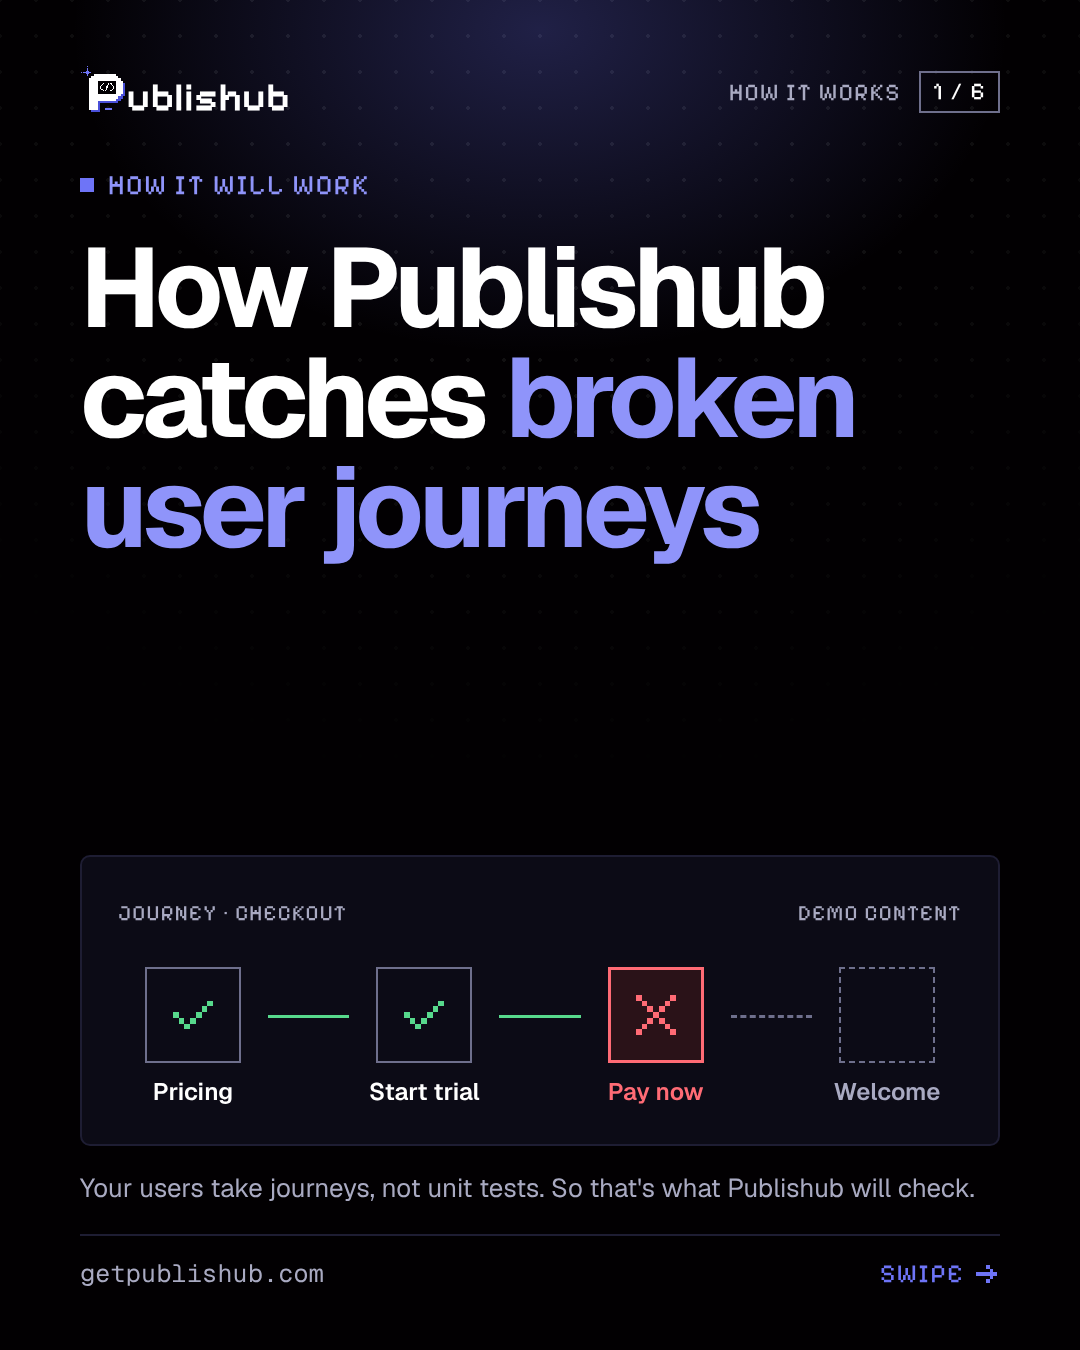 Publishub
HOW IT WORKS
1 / 6
HOW IT WILL WORK
How Publishub
catches broken
user journeys
JOURNEY · CHECKOUT
DEMO CONTENT
Pricing
Start trial
Pay now
Welcome
Your users take journeys, not unit tests. So that's what Publishub will check.
getpublishub.com
SWIPE →